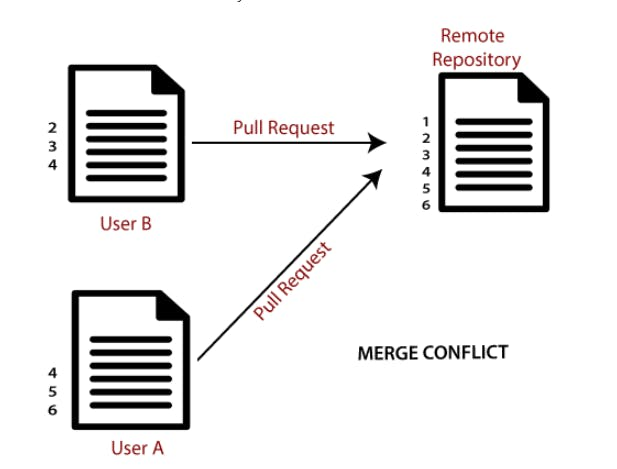 Remote
Repository
1
2
3
4
5
6
2
3
4
Pull Request
User B
Pull Request
MERGE CONFLICT
4
5
6
User A